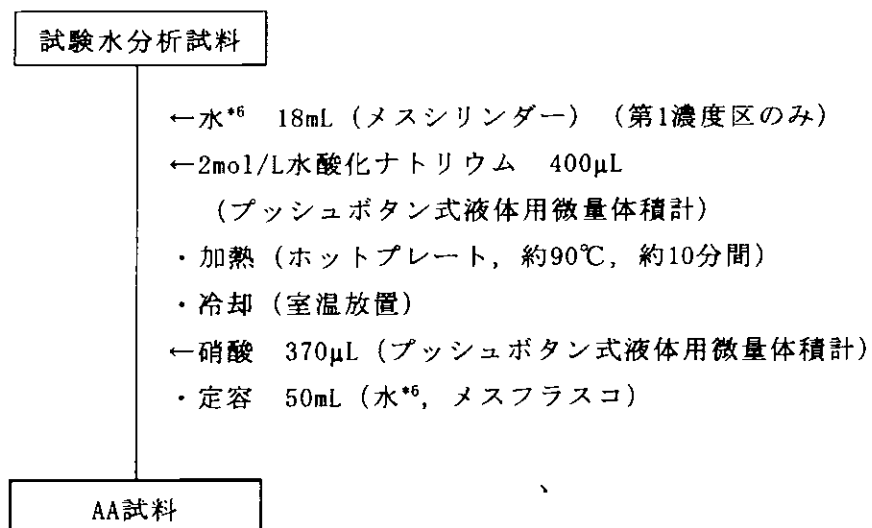 試験水分析試料
←水*6 18mL (メスシリンダー) (第1濃度区のみ)
←2mol/L水酸化ナトリウム 400μL
(プッシュボタン式液体用微量体積計)
・加熱 (ホットプレート, 約90℃, 約10分間)
・冷却 (室温放置)
←硝酸 370μL (プッシュボタン式液体用微量体積計)
・定容 50mL (水*6, メスフラスコ)
AA試料